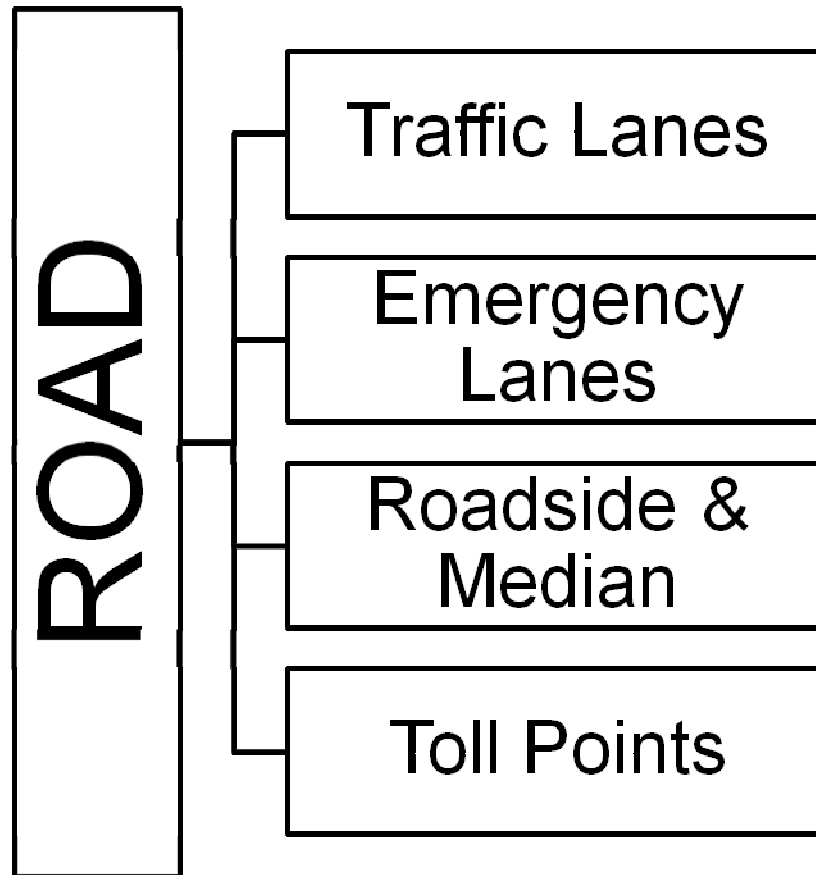 ROAD
Traffic Lanes
Emergency
Lanes
Roadside &
Median
Toll Points